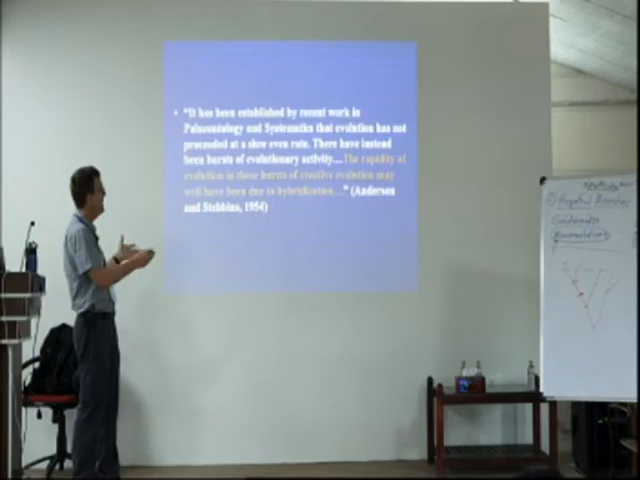 • "It has been established by recent work in
Palaeontology and Systematics that evolution has not
proceeded at a slow even rate. There have instead
been bursts of evolutionary activity....The rapidity of
evolution in these bursts of creative evolution may
well have been due to hybridization...." (Anderson
and Stebbins, 1954)
Hopeful Monster